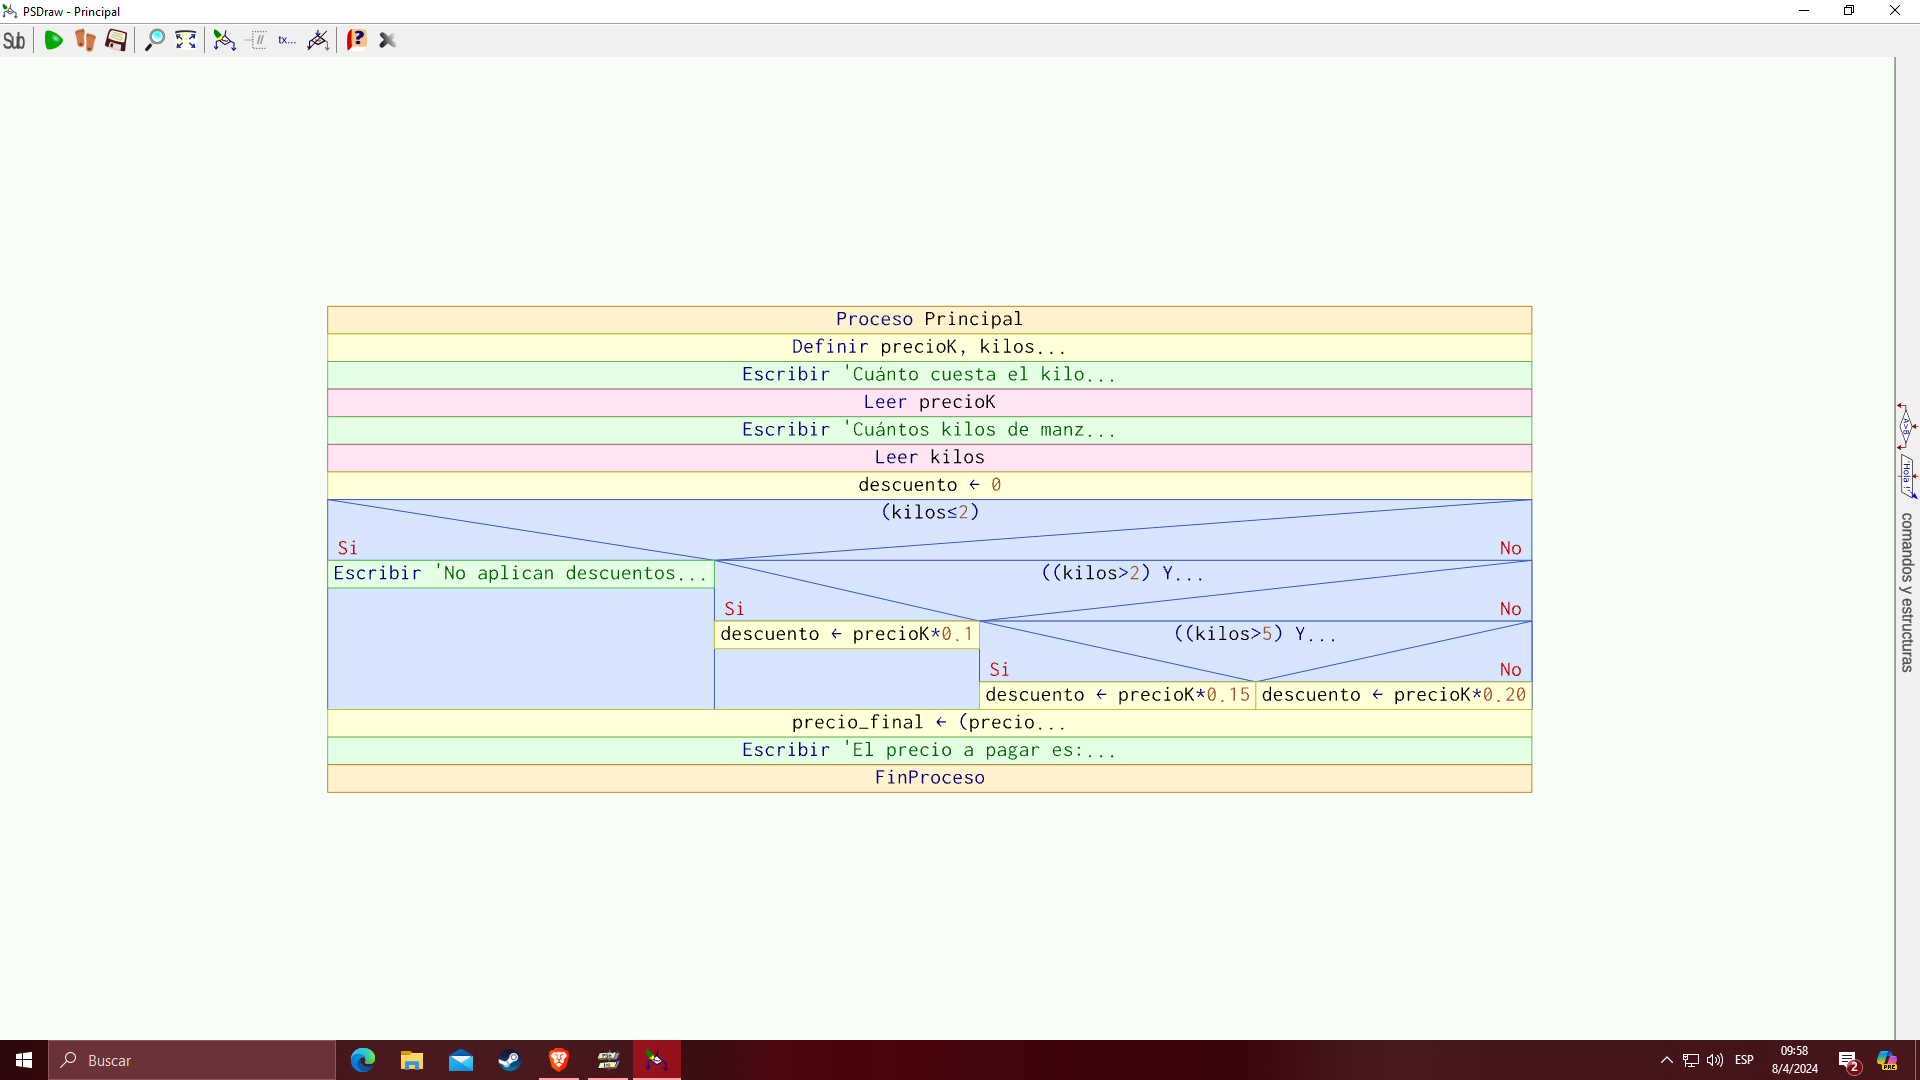 PSDraw - Principal
Sub
tx...
Proceso Principal
Definir precioK, kilos...
Escribir 'Cuánto cuesta el kilo...
Leer precioK
Escribir 'Cuántos kilos de manz...
Leer kilos
descuento ← 0
(kilos≤2)
Si
No
Escribir 'No aplican descuentos...
((kilos>2) Y...
Si
No
descuento ← precioK*0.1
((kilos>5) Y...
Si
No
descuento ← precioK*0.15
descuento ← precioK*0.20
precio_final ← (precio...
Escribir 'El precio a pagar es:...
FinProceso
A>B
'Hola !'
comandos y estructuras
Buscar
ESP
09:58
8/4/2024
2
PRE